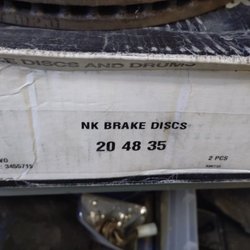 E DISCS AND DRUMS
NK BRAKE DISCS
20 48 35
2 PCS